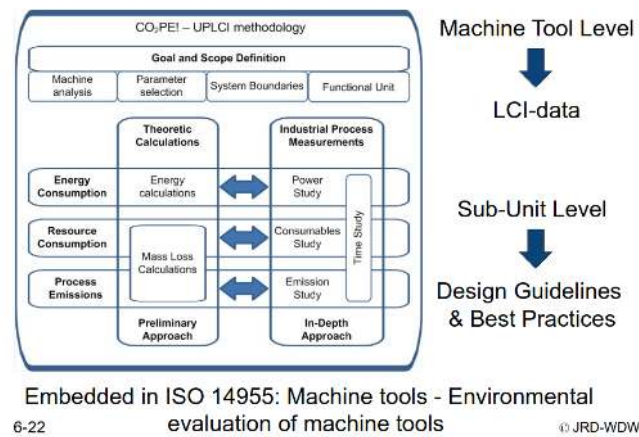 CO₂PE! – UPLCI methodology
Goal and Scope Definition
Machine
analysis
Parameter
selection
System Boundaries
Functional Unit
Theoretic
Calculations
Industrial Process
Measurements
Energy
Consumption
Energy
calculations
Power
Study
Resource
Consumption
Mass Loss
Calculations
Consumables
Study
Time Study
Process
Emissions
Emission
Study
Preliminary
Approach
In-Depth
Approach
Machine Tool Level
LCI-data
Sub-Unit Level
Design Guidelines
& Best Practices
Embedded in ISO 14955: Machine tools - Environmental
evaluation of machine tools
6-22
© JRD-WDW